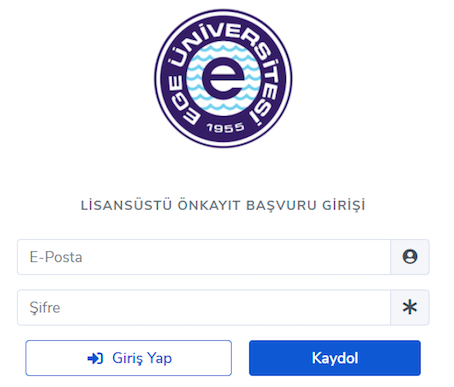 EGE ÜNİVERSİTESİ
e
1955
LİSANSÜSTÜ ÖNKAYIT BAŞVURU GİRİŞİ
E-Posta
Şifre
Giriş Yap
Kaydol